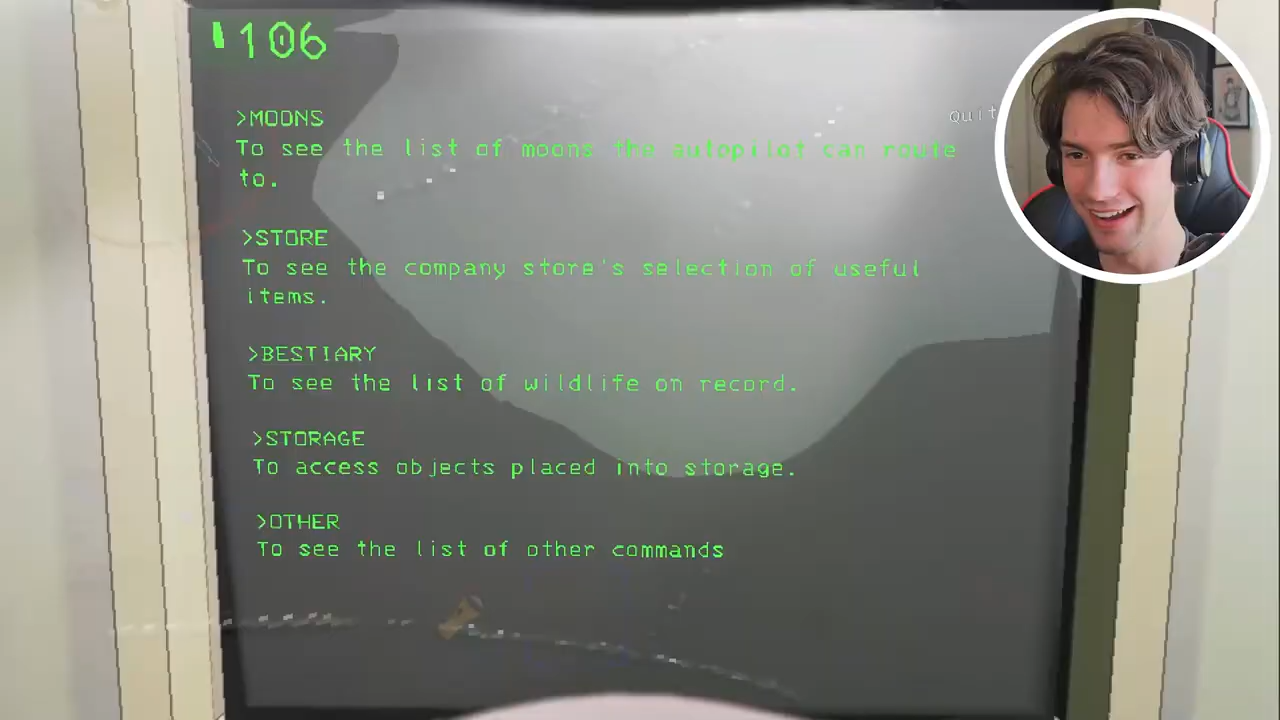 106
>MOONS
To see the list of moons the autopilot can route
to.
Quit
>STORE
To see the company store's selection of useful
items.
>BESTIARY
To see the list of wildlife on record.
>STORAGE
To access objects placed into storage.
>OTHER
To see the list of other commands